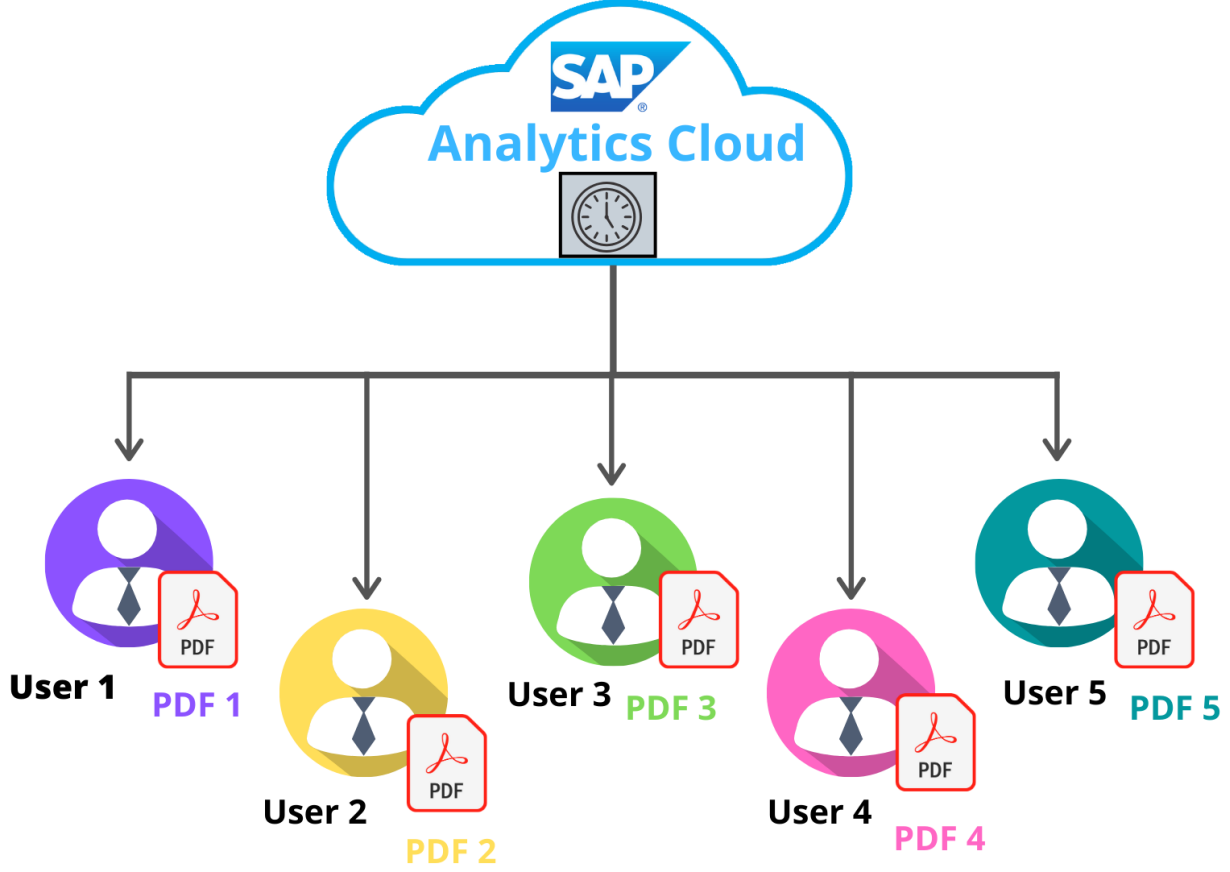 SAP®
Analytics Cloud
PDF
User 1
PDF 1
PDF
User 2
PDF 2
PDF
User 3
PDF 3
PDF
User 4
PDF 4
PDF
User 5
PDF 5